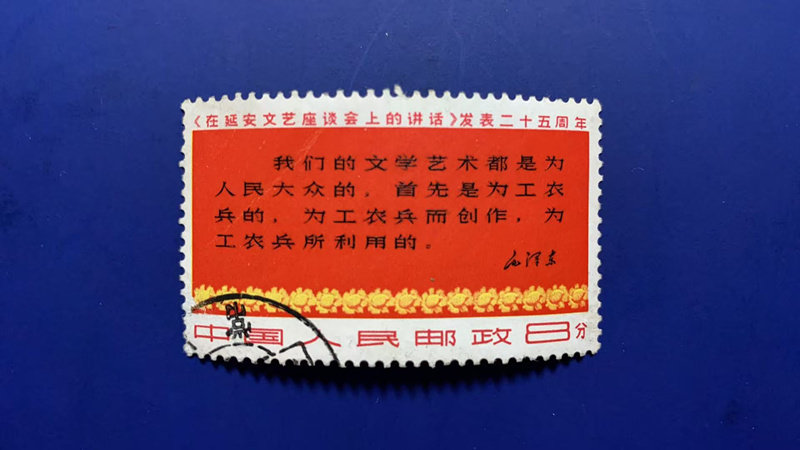 《在延安文艺座谈会上的讲话》发表二十五周年
我们的文学艺术都是为
人民大众的，首先是为工农
兵的，为工农兵而创作，为
工农兵所利用的。
毛泽东
中国人民邮政8分